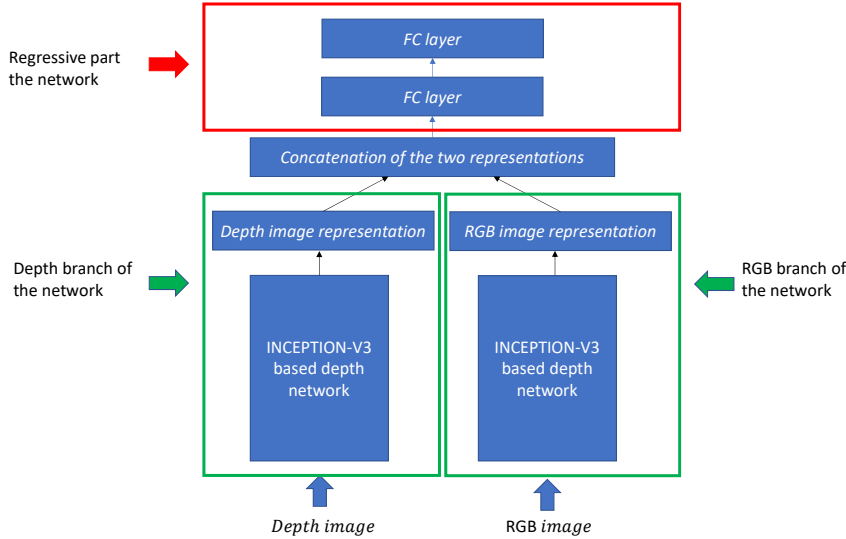 FC layer
Regressive part
the network
FC layer
Concatenation of the two representations
Depth image representation
RGB image representation
Depth branch of
the network
RGB branch of
the network
INCEPTION-V3
based depth
network
INCEPTION-V3
based depth
network
Depth image
RGB image